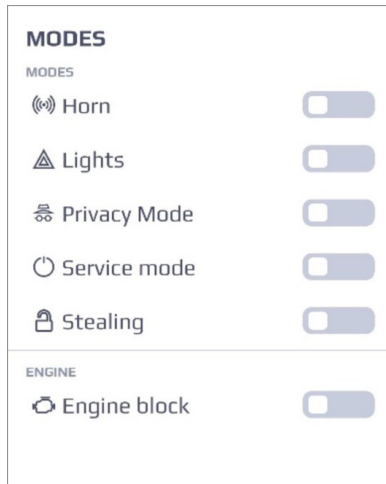 MODES
MODES
Horn
Lights
Privacy Mode
Service mode
Stealing
ENGINE
Engine block